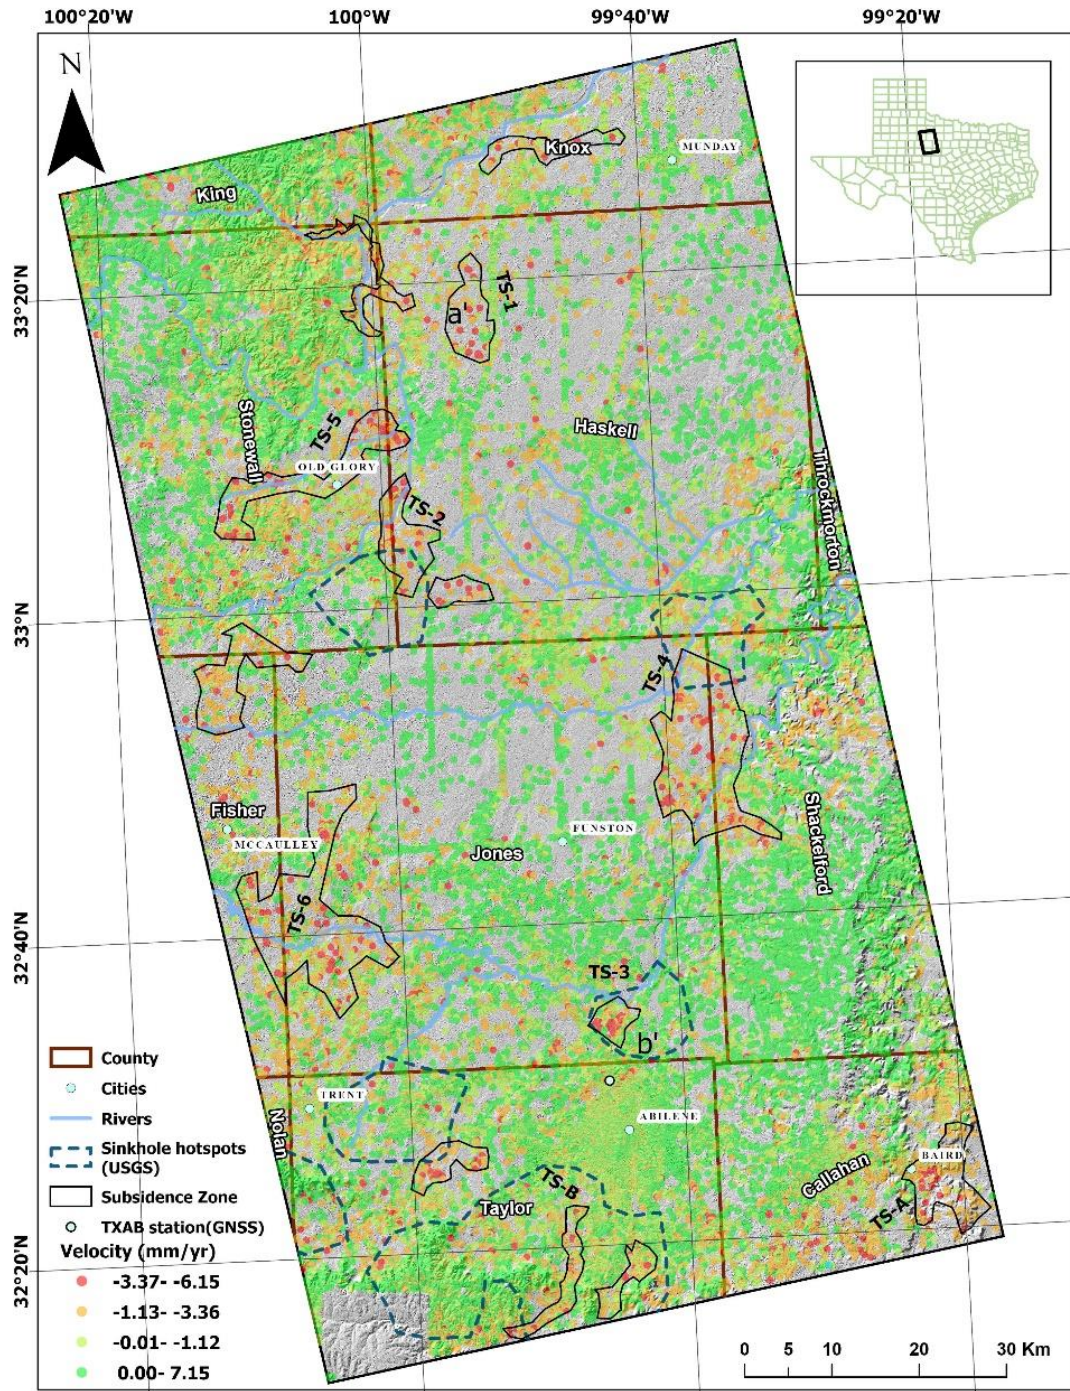 100°20'W 100°0'W 99°40'W 99°20'W
N
Knox
MUNDAY
King
33°20'N
TS-1
a'
Stonewall
TS-5
Haskell
OLD GLORY
TS-2
Throckmorton
33°N
TS-4
Fisher
MCCAULLEY
FUNSTON
Jones
Shackelford
TS-6
32°40'N
TS-3
b'
County
Cities
Rivers
Sinkhole hotspots
(USGS)
Subsidence Zone
TXAB station(GNSS)
Velocity (mm/yr)
-3.37- -6.15
-1.13- -3.36
-0.01- -1.12
0.00- 7.15
TRENT
Nolan
ABILENE
BAIRD
Callahan
TS-B
Taylor
TS-A
32°20'N
0 5 10 20 30 Km